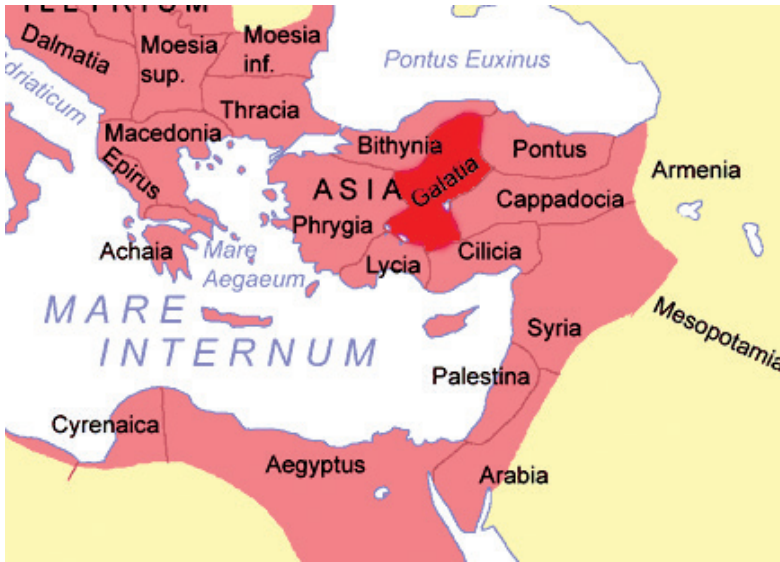 Dalmatia
Moesia
sup.
Moesia
inf.
Pontus Euxinus
Thracia
Macedonia
Epirus
Bithynia
Pontus
Galatia
Armenia
ASIA
Cappadocia
Phrygia
Achaia
Mare
Aegaeum
Lycia
Cilicia
MARE
INTERNUM
Syria
Mesopotamia
Palestina
Cyrenaica
Aegyptus
Arabia